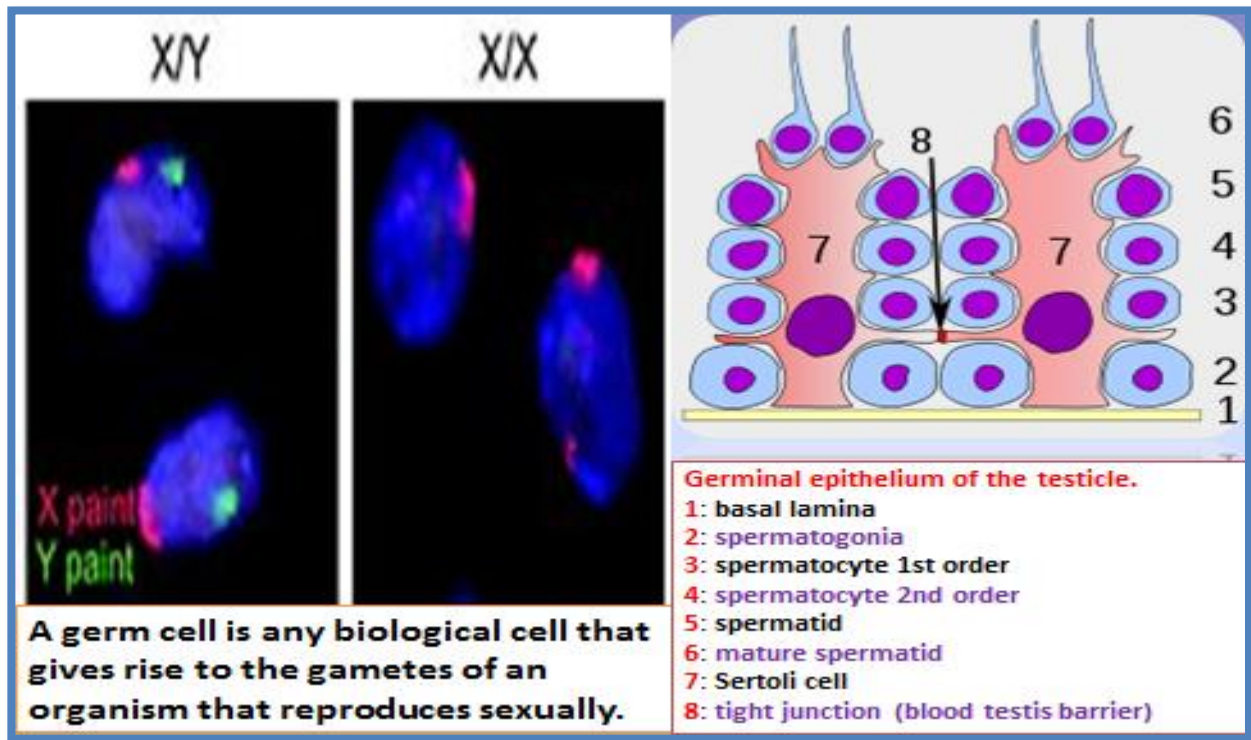 X/Y
X/X
X paint
Y paint
A germ cell is any biological cell that
gives rise to the gametes of an
organism that reproduces sexually.
8
7
7
6
5
4
3
2
1
Germinal epithelium of the testicle.
1: basal lamina
2: spermatogonia
3: spermatocyte 1st order
4: spermatocyte 2nd order
5: spermatid
6: mature spermatid
7: Sertoli cell
8: tight junction (blood testis barrier)